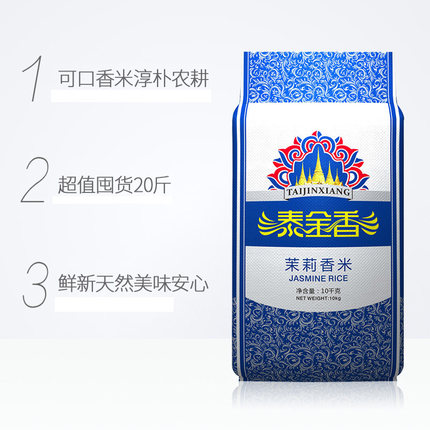 1 可口香米淳朴农耕
2 超值囤货20斤
3 鲜新天然美味安心
TAIJINXIANG
泰金香
茉莉香米
JASMINE RICE
净含量：10千克
NET WEIGHT:10kg